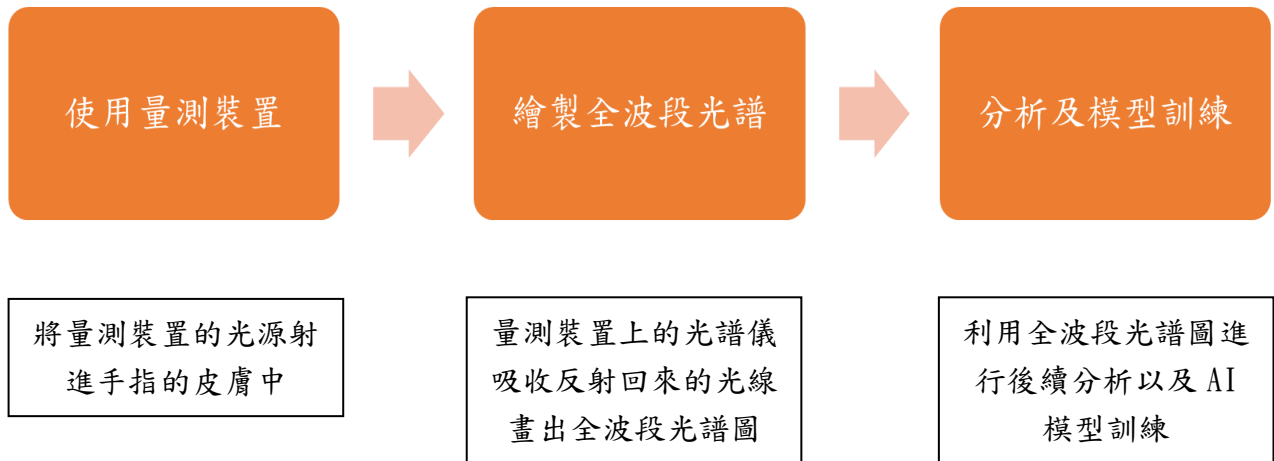 使用量測裝置
繪製全波段光譜
分析及模型訓練
將量測裝置的光源射
進手指的皮膚中
量測裝置上的光譜儀
吸收反射回來的光線
畫出全波段光譜圖
利用全波段光譜圖進
行後續分析以及 AI
模型訓練